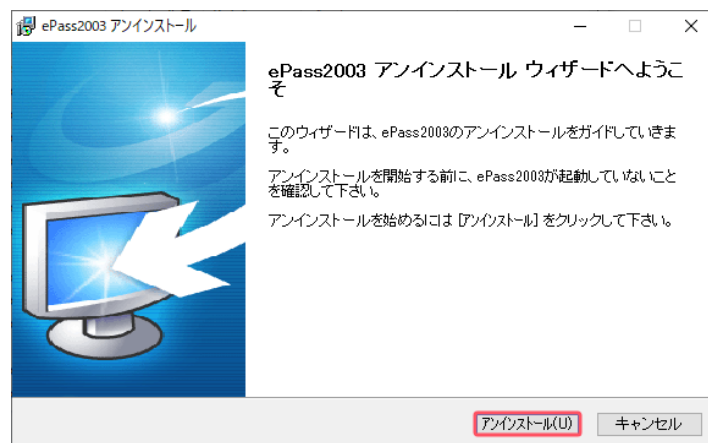 ePass2003 アンインストール
ePass2003 アンインストール ウィザードへようこ
そ
このウィザードは、ePass2003のアンインストールをガイドしていきま
す。
アンインストールを開始する前に、ePass2003が起動していないこと
を確認して下さい。
アンインストールを始めるには [アンインストール] をクリックして下さい。
アンインストール(U)
キャンセル